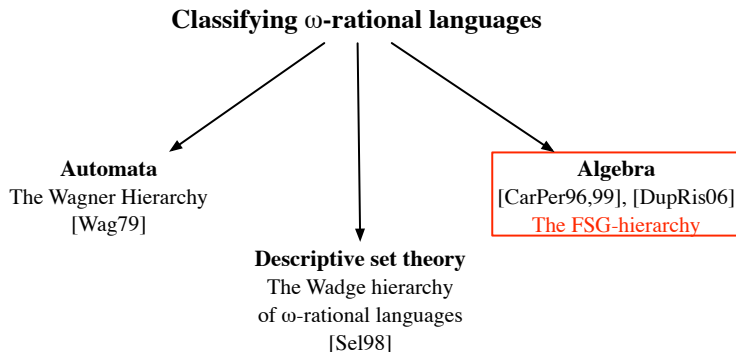 Classifying ω-rational languages
Automata
The Wagner Hierarchy
[Wag79]
Descriptive set theory
The Wadge hierarchy
of ω-rational languages
[Sel98]
Algebra
[CarPer96,99], [DupRis06]
The FSG-hierarchy